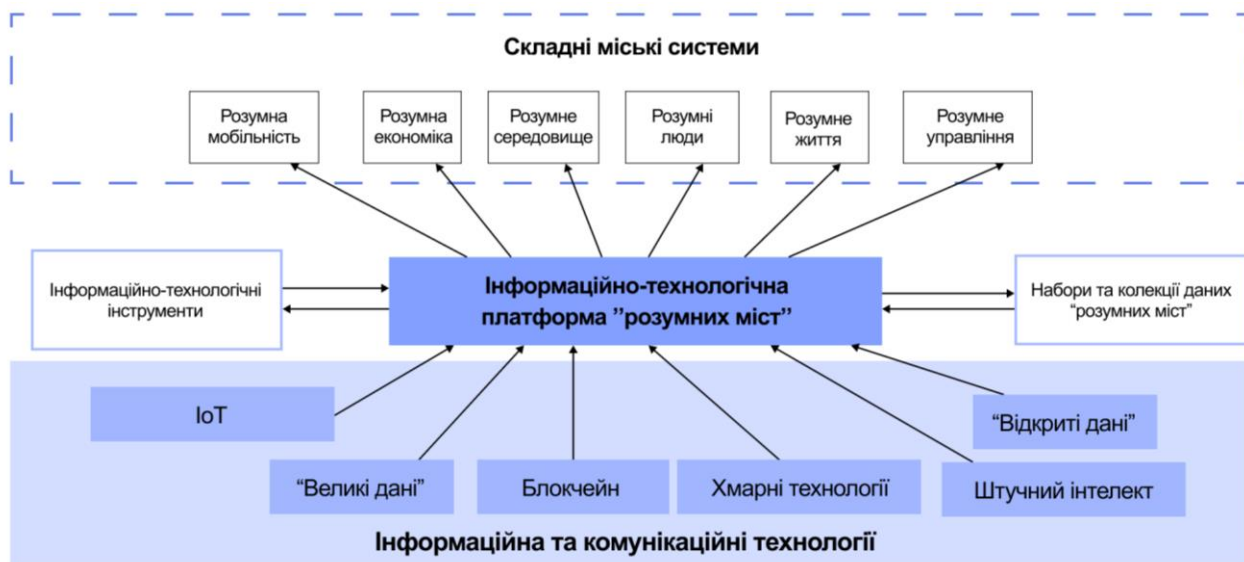 Складні міські системи
Розумна
мобільність
Розумна
економіка
Розумне
середовище
Розумні
люди
Розумне
життя
Розумне
управління
Інформаційно-технологічні
інструменти
Інформаційно-технологічна
платформа ”розумних міст”
Набори та колекції даних
“розумних міст”
IoT
“Великі дані”
Блокчейн
Хмарні технології
“Відкриті дані”
Штучний інтелект
Інформаційна та комунікаційні технології